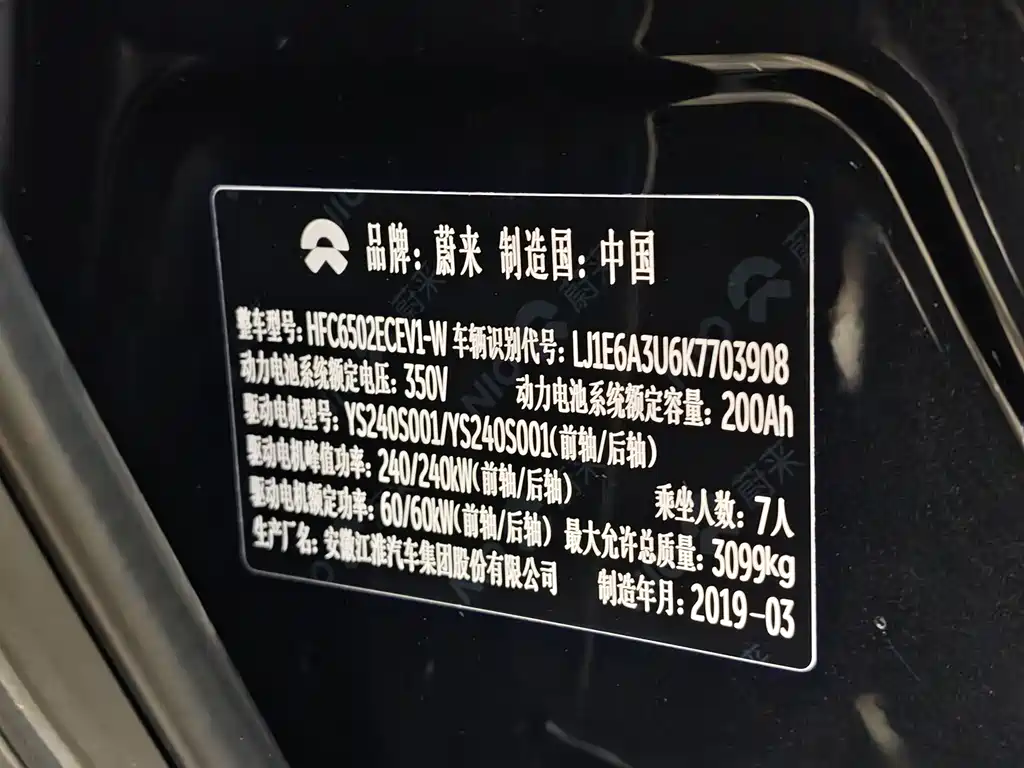 品牌：蔚来 制造国：中国
整车型号：HFC6502ECEV1-W 车辆识别代号：LJ1E6A3U6K7703908
动力电池系统额定电压：350V 动力电池系统额定容量：200Ah
驱动电机型号：YS240S001/YS240S001(前轴/后轴)
驱动电机峰值功率：240/240kW(前轴/后轴) 乘坐人数：7人
驱动电机额定功率：60/60kW(前轴/后轴) 最大允许总质量：3099kg
生产厂名：安徽江淮汽车集团股份有限公司 制造年月：2019-03